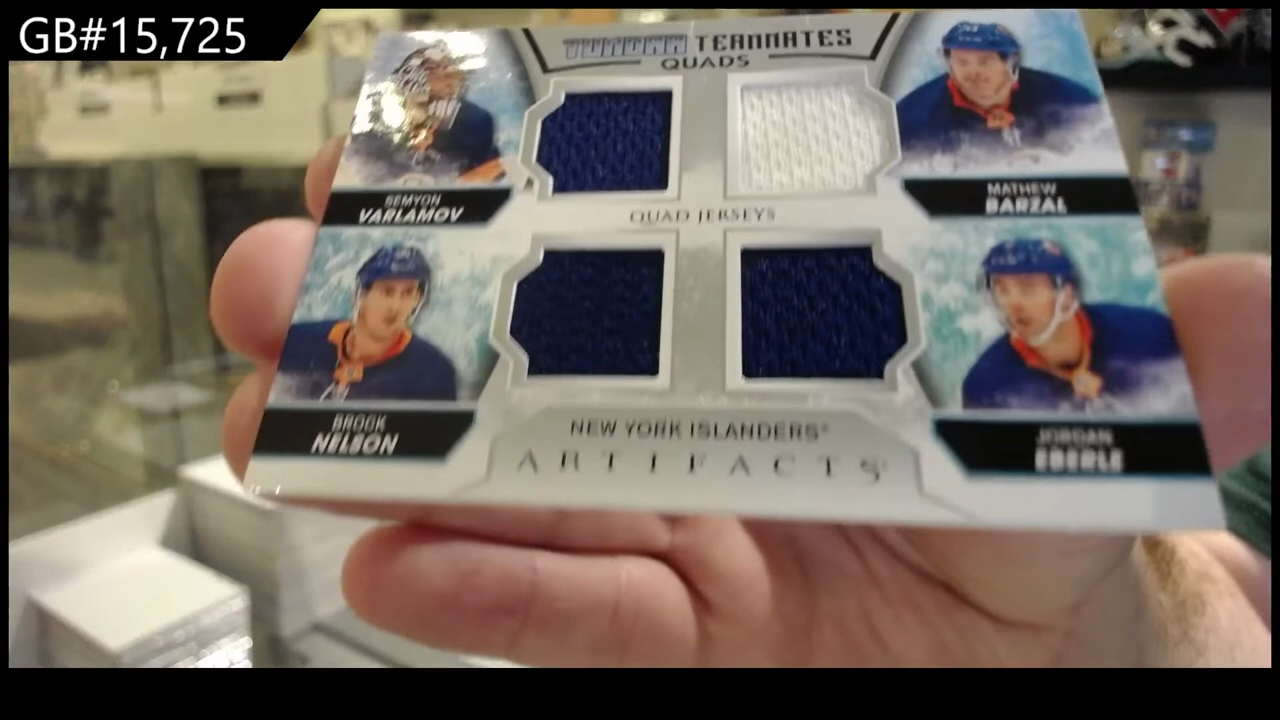 GB#15,725
TUNDRA TEAMMATES
QUADS
SEMYON
VARLAMOV
MATHEW
BARZAL
QUAD JERSEYS
BROCK
NELSON
JORDAN
EBERLE
NEW YORK ISLANDERS
ARTIFACTS